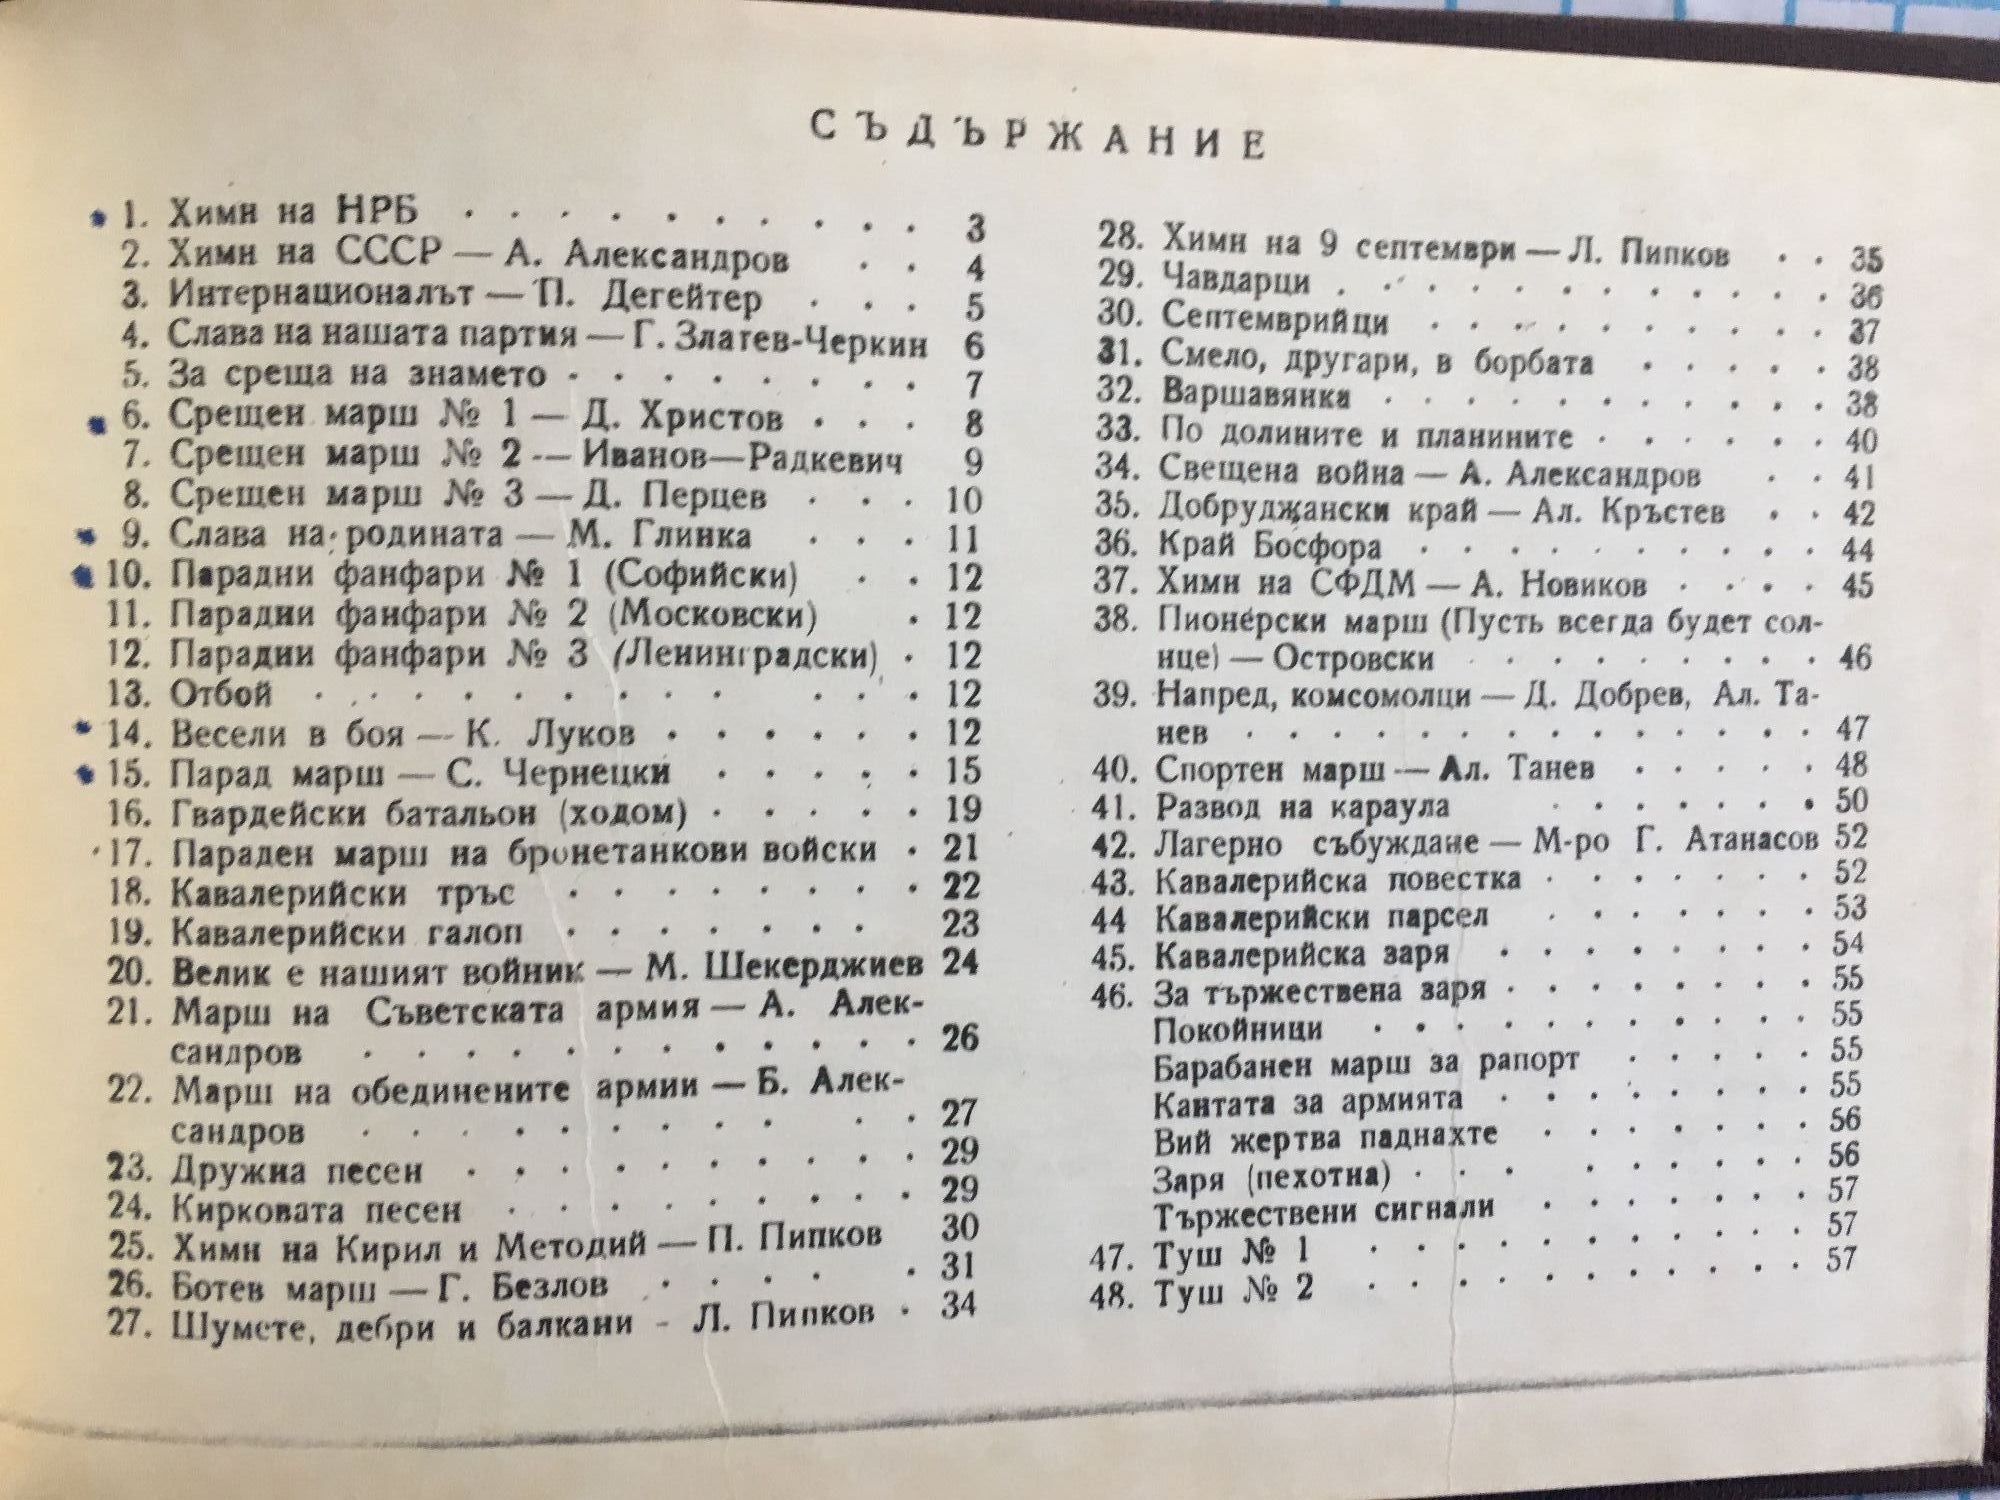 СЪДЪРЖАНИЕ
1. Химн на НРБ . . . . . . . . . . 3
2. Химн на СССР — А. Александров . . 4
3. Интернационалът — П. Дегейтер . . . 5
4. Слава на нашата партия — Г. Златев-Черкин 6
5. За среща на знамето . . . . . . . . 7
6. Срещен марш № 1 — Д. Христов . . . 8
7. Срещен марш № 2 — Иванов—Радкевич 9
8. Срещен марш № 3 — Д. Перцев . . . 10
9. Слава на родината — М. Глинка . . . 11
10. Парадни фанфари № 1 (Софийски) . . 12
11. Парадни фанфари № 2 (Московски) . 12
12. Парадни фанфари № 3 (Ленинградски) . 12
13. Отбой . . . . . . . . . . . . 12
14. Весели в боя — К. Луков . . . . . . 12
15. Парад марш — С. Чернецки . . . . . 15
16. Гвардейски батальон (ходом) . . . . . 19
17. Параден марш на бронетанкови войски . 21
18. Кавалерийски тръс . . . . . . . . 22
19. Кавалерийски галоп . . . . . . . 23
20. Велик е нашият войник — М. Шекерджиев 24
21. Марш на Съветската армия — А. Алек-
сандров . . . . . . . . . . . . 26
22. Марш на обединените армии — Б. Алек-
сандров . . . . . . . . . . . 27
23. Дружна песен . . . . . . . . . . 29
24. Кирковата песен . . . . . . . . . 29
25. Химн на Кирил и Методий — П. Пипков 30
26. Ботев марш — Г. Безлов . . . . . 31
27. Шумете, дебри и балкани - Л. Пипков . 34
28. Химн на 9 септември — Л. Пипков . . 35
29. Чавдарци . . . . . . . . . . . 36
30. Септемврийци . . . . . . . . . . 37
31. Смело, другари, в борбата . . . . . 38
32. Варшавянка . . . . . . . . . . . 38
33. По долините и планините . . . . . . 40
34. Свещена война — А. Александров . . 41
35. Добруджански край — Ал. Кръстев . . 42
36. Край Босфора . . . . . . . . . . 44
37. Химн на СФДМ — А. Новиков . . . . 45
38. Пионерски марш (Пусть всегда будет сол-
нце) — Островски . . . . . . . . 46
39. Напред, комсомолци — Д. Добрев, Ал. Та-
нев . . . . . . . . . . . . . . 47
40. Спортен марш — Ал. Танев . . . . . 48
41. Развод на караула . . . . . . . 50
42. Лагерно събуждане — М-ро Г. Атанасов 52
43. Кавалерийска повестка . . . . . . . 52
44 Кавалерийски парсел . . . . . . . 53
45. Кавалерийска заря . . . . . . . . 54
46. За тържествена заря . . . . . . . . 55
Покойници . . . . . . . . . . . 55
Барабанен марш за рапорт . . . . . 55
Кантата за армията . . . . . . . . 55
Вий жертва паднахте . . . . . . . 56
Заря (пехотна) . . . . . . . . . 56
Тържествени сигнали . . . . . . . 57
47. Туш № 1 . . . . . . . . . . . 57
48. Туш № 2 . . . . . . . . . . . 57